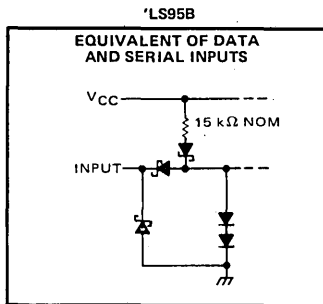 'LS95B
EQUIVALENT OF DATA
AND SERIAL INPUTS
VCC
15 kΩ NOM
INPUT